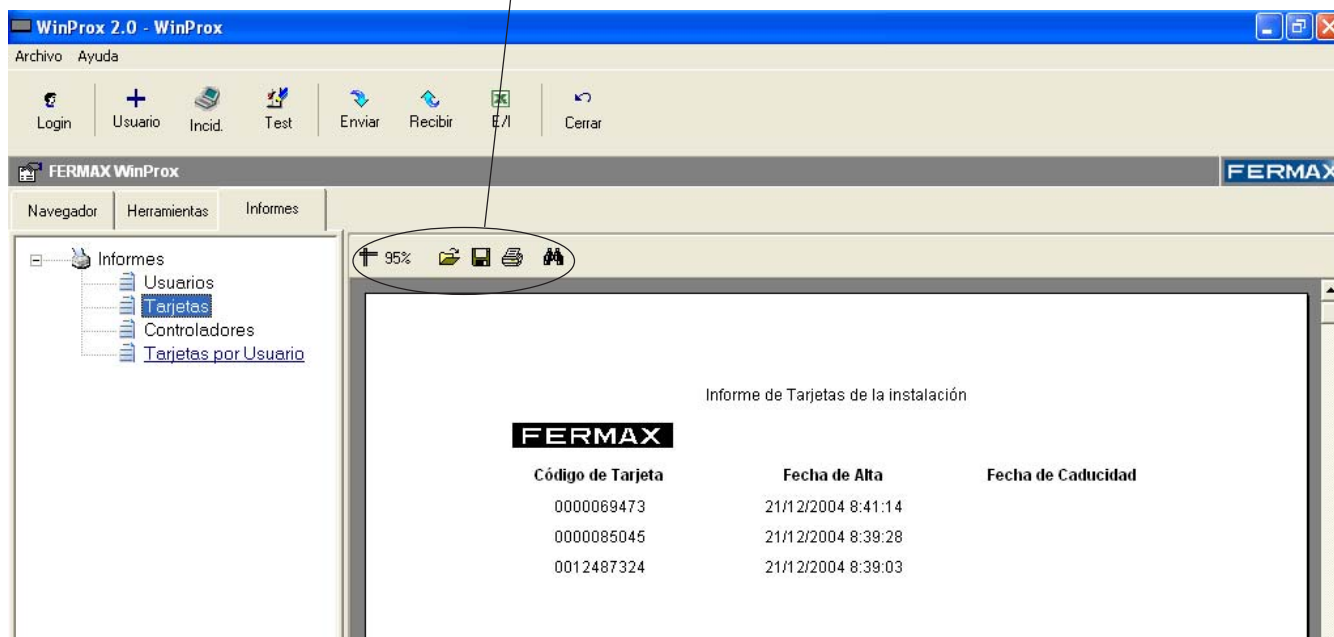 WinProx 2.0 - WinProx
Archivo Ayuda
Login Usuario Incid. Test Enviar Recibir E/I Cerrar
FERMAX WinProx FERMAX
Navegador Herramientas Informes
95%
Informes
Usuarios
Tarjetas
Controladores
Tarjetas por Usuario
Informe de Tarjetas de la instalación
FERMAX
Código de Tarjeta Fecha de Alta Fecha de Caducidad
0000069473 21/12/2004 8:41:14
0000085045 21/12/2004 8:39:28
0012487324 21/12/2004 8:39:03